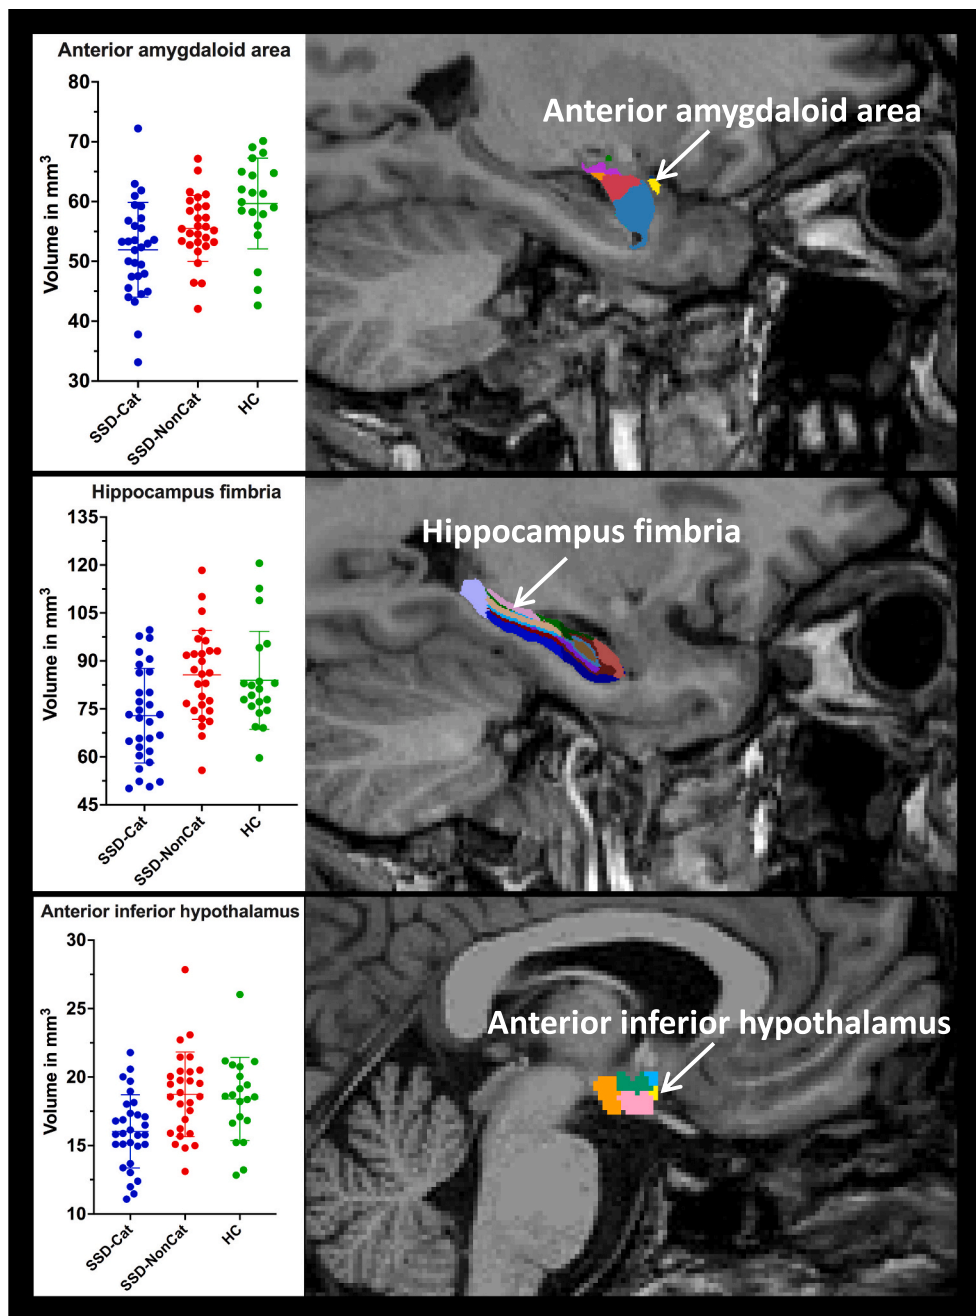 Anterior amygdaloid area
80
70
60
50
40
30
Volume in mm³
SSD-Cat
SSD-NonCat
HC
Anterior amygdaloid area
Hippocampus fimbria
135
120
105
90
75
60
45
Volume in mm³
SSD-Cat
SSD-NonCat
HC
Hippocampus fimbria
Anterior inferior hypothalamus
30
25
20
15
10
Volume in mm³
SSD-Cat
SSD-NonCat
HC
Anterior inferior hypothalamus